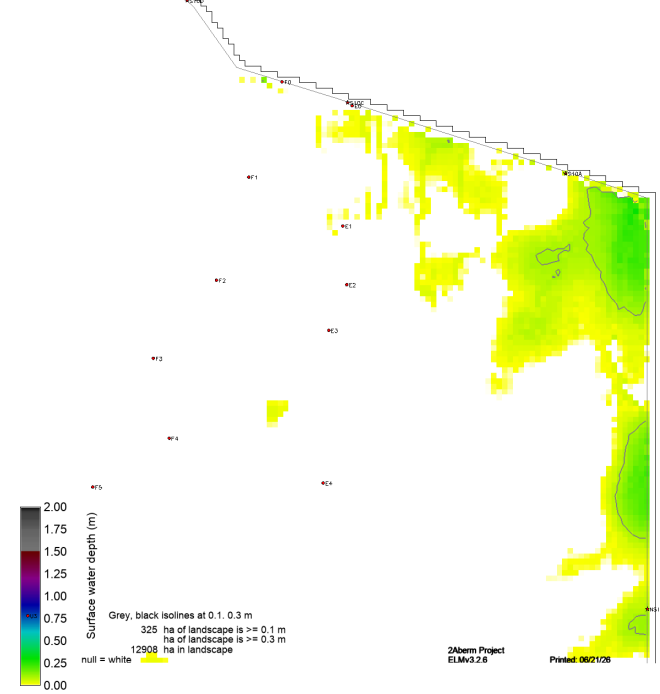 S10D
F0
S10E
E0
S10A
F1
E1
F2
E2
E3
F3
F4
F5
E4
2.00
1.75
1.50
1.25
1.00
0.75
0.50
0.25
0.00
Surface water depth (m)
Grey, black isolines at 0.1, 0.3 m
325 ha of landscape is >= 0.1 m
ha of landscape is >= 0.3 m
12908 ha in landscape
null = white
2Aberm Project
ELMv3.2.6
Printed: 06/21/26